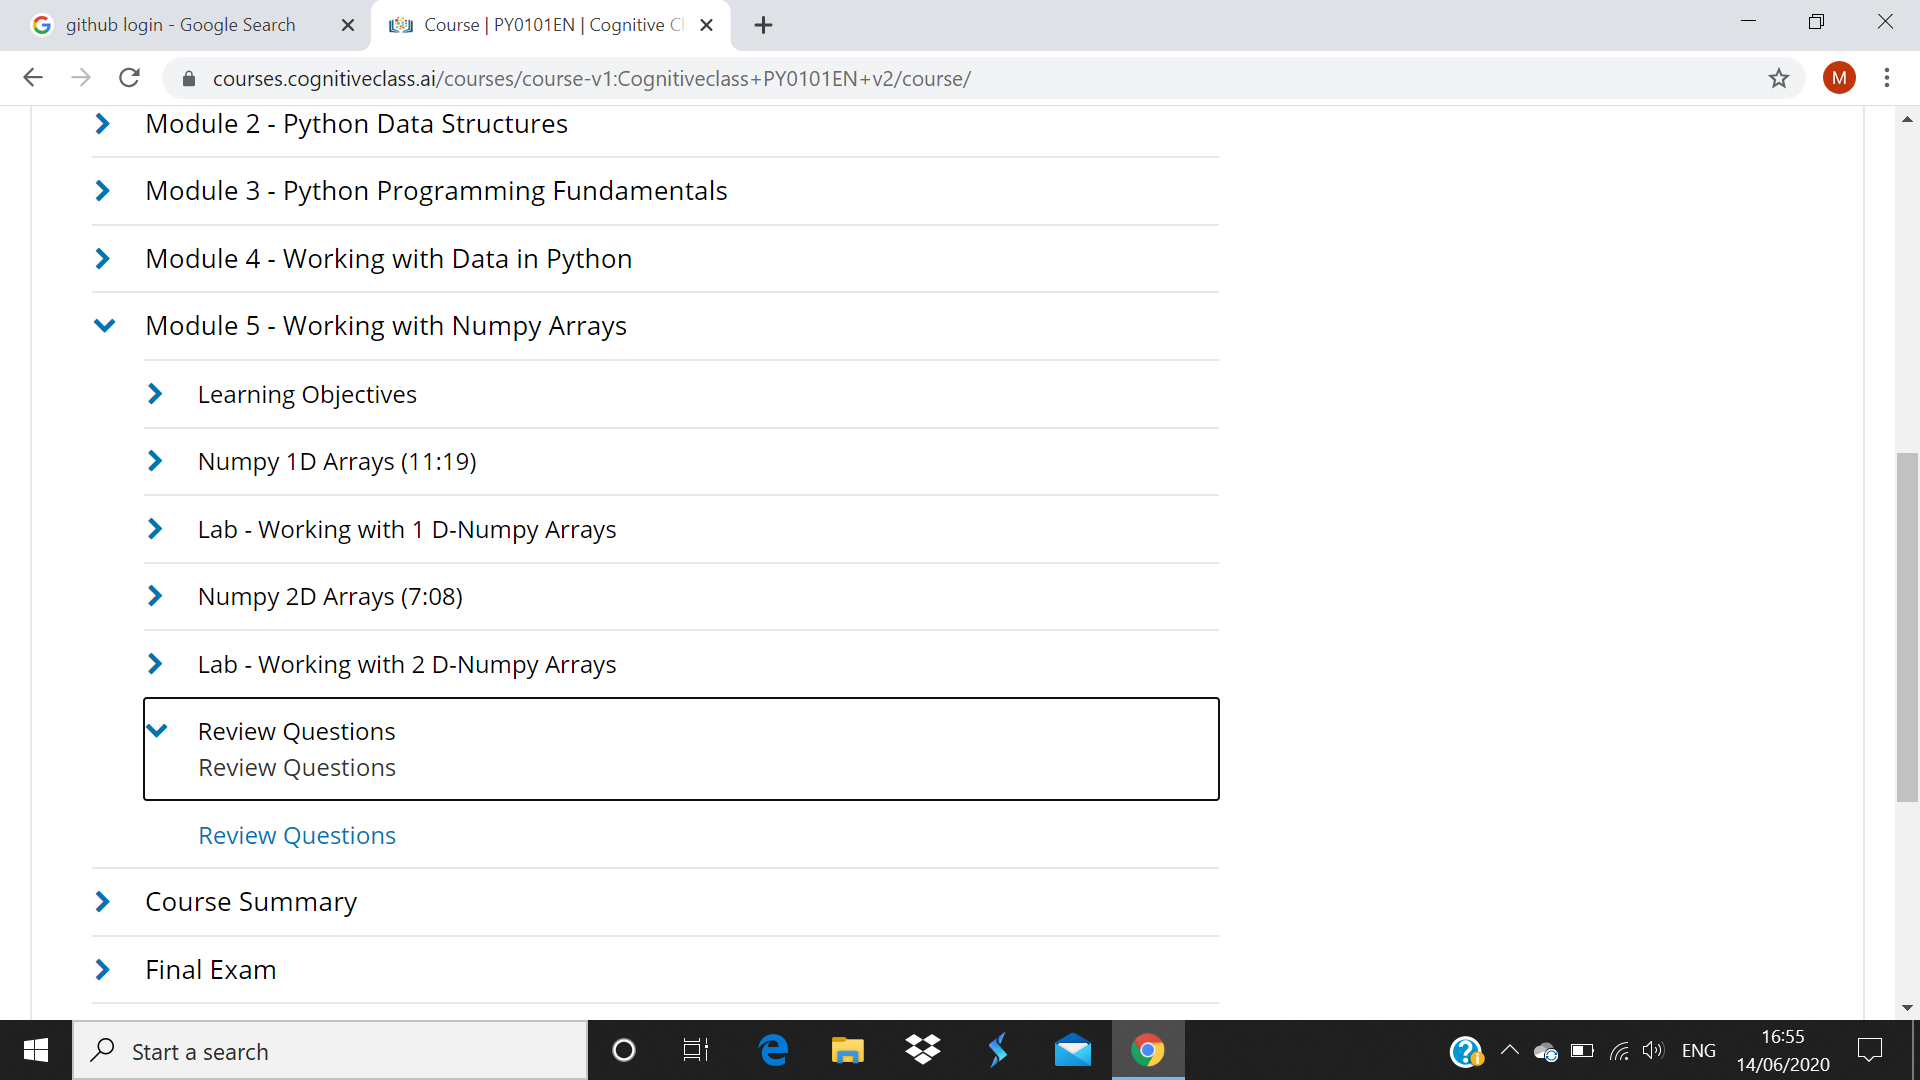 github login - Google Search
Course | PY0101EN | Cognitive Cl
courses.cognitiveclass.ai/courses/course-v1:Cognitiveclass+PY0101EN+v2/course/
M
Module 2 - Python Data Structures
Module 3 - Python Programming Fundamentals
Module 4 - Working with Data in Python
Module 5 - Working with Numpy Arrays
Learning Objectives
Numpy 1D Arrays (11:19)
Lab - Working with 1 D-Numpy Arrays
Numpy 2D Arrays (7:08)
Lab - Working with 2 D-Numpy Arrays
Review Questions
Review Questions
Review Questions
Course Summary
Final Exam
Start a search
ENG
16:55
14/06/2020